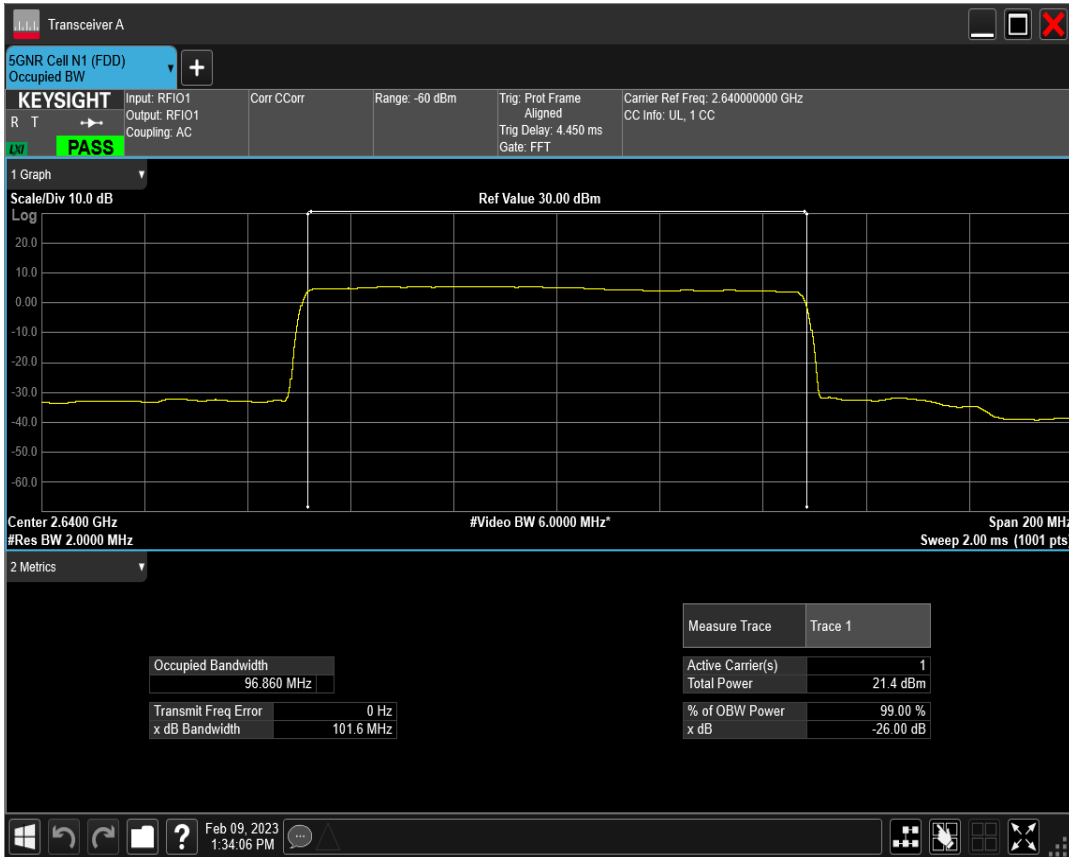 Transceiver A
5GNR Cell N1 (FDD)
Occupied BW
KEYSIGHT
R T
LXI PASS
Input: RFIO1
Output: RFIO1
Coupling: AC
Corr CCorr
Range: -60 dBm
Trig: Prot Frame
Aligned
Trig Delay: 4.450 ms
Gate: FFT
Carrier Ref Freq: 2.640000000 GHz
CC Info: UL, 1 CC
1 Graph
Scale/Div 10.0 dB Ref Value 30.00 dBm
Log
20.0
10.0
0.00
-10.0
-20.0
-30.0
-40.0
-50.0
-60.0
Center 2.6400 GHz #Video BW 6.0000 MHz* Span 200 MHz
#Res BW 2.0000 MHz Sweep 2.00 ms (1001 pts)
2 Metrics
Measure Trace Trace 1
Occupied Bandwidth
96.860 MHz
Active Carrier(s) 1
Total Power 21.4 dBm
Transmit Freq Error 0 Hz
x dB Bandwidth 101.6 MHz
% of OBW Power 99.00 %
x dB -26.00 dB
Feb 09, 2023
1:34:06 PM